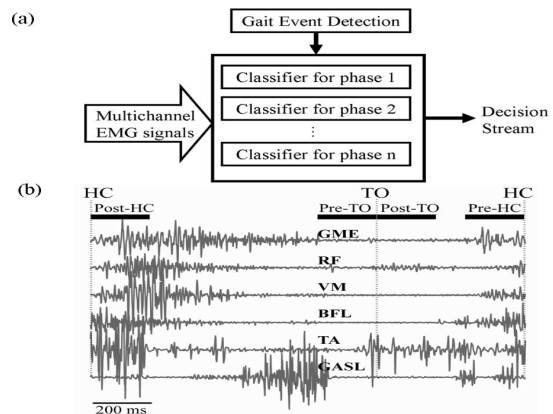 (a)
Gait Event Detection
Classifier for phase 1
Classifier for phase 2
⋮
Classifier for phase n
Multichannel
EMG signals
Decision
Stream
(b)
HC TO HC
Post-HC Pre-TO Post-TO Pre-HC
GME
RF
VM
BFL
TA
GASL
200 ms